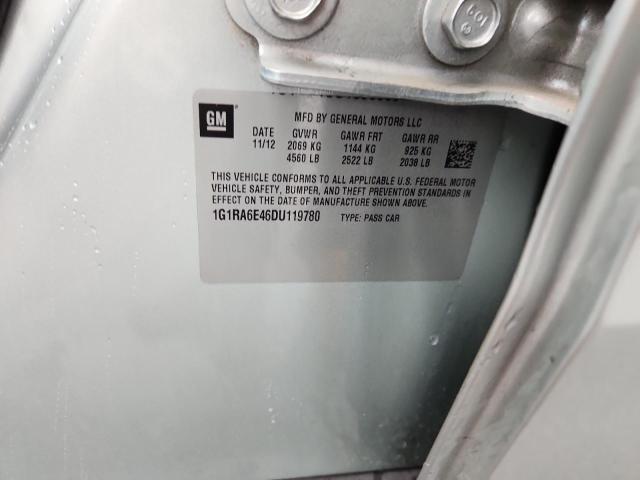 109
GM
MFD BY GENERAL MOTORS LLC
DATE GVWR GAWR FRT GAWR RR
11/12 2069 KG 1144 KG 925 KG
4560 LB 2522 LB 2038 LB
THIS VEHICLE CONFORMS TO ALL APPLICABLE U.S. FEDERAL MOTOR
VEHICLE SAFETY, BUMPER, AND THEFT PREVENTION STANDARDS IN
EFFECT ON THE DATE OF MANUFACTURE SHOWN ABOVE.
1G1RA6E46DU119780 TYPE: PASS CAR